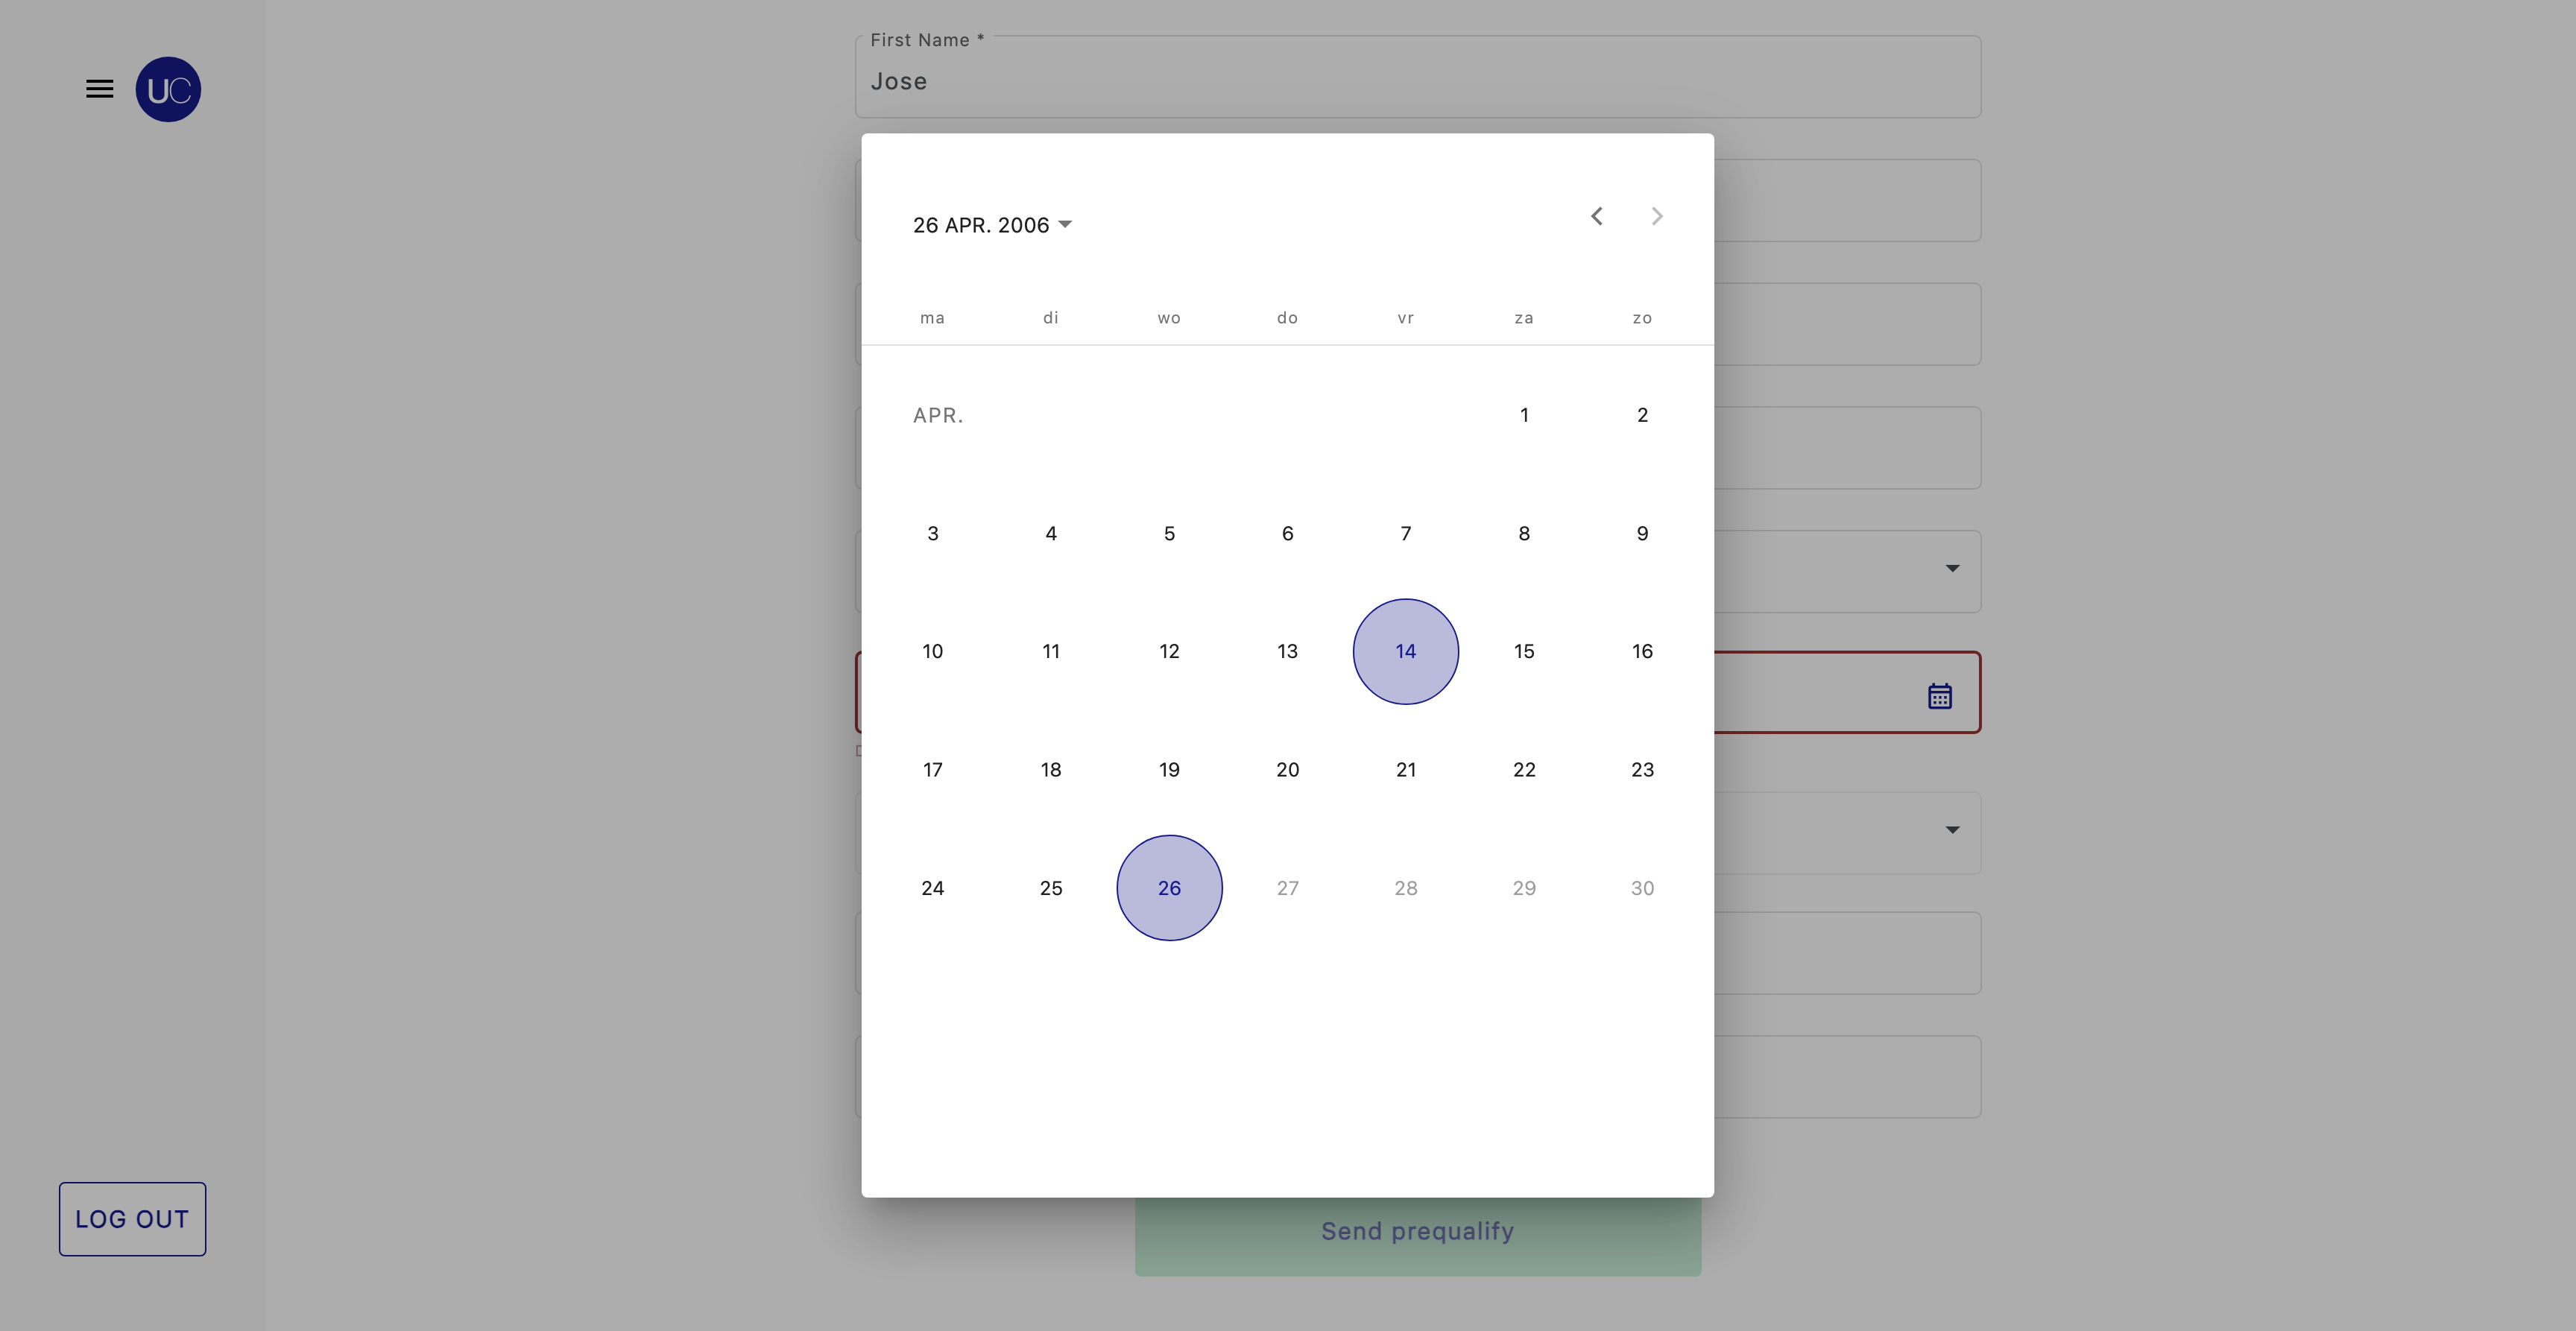 UC
First Name *
Jose
26 APR. 2006
ma di wo do vr za zo
APR. 1 2
3 4 5 6 7 8 9
10 11 12 13 14 15 16
17 18 19 20 21 22 23
24 25 26 27 28 29 30
LOG OUT
Send prequalify